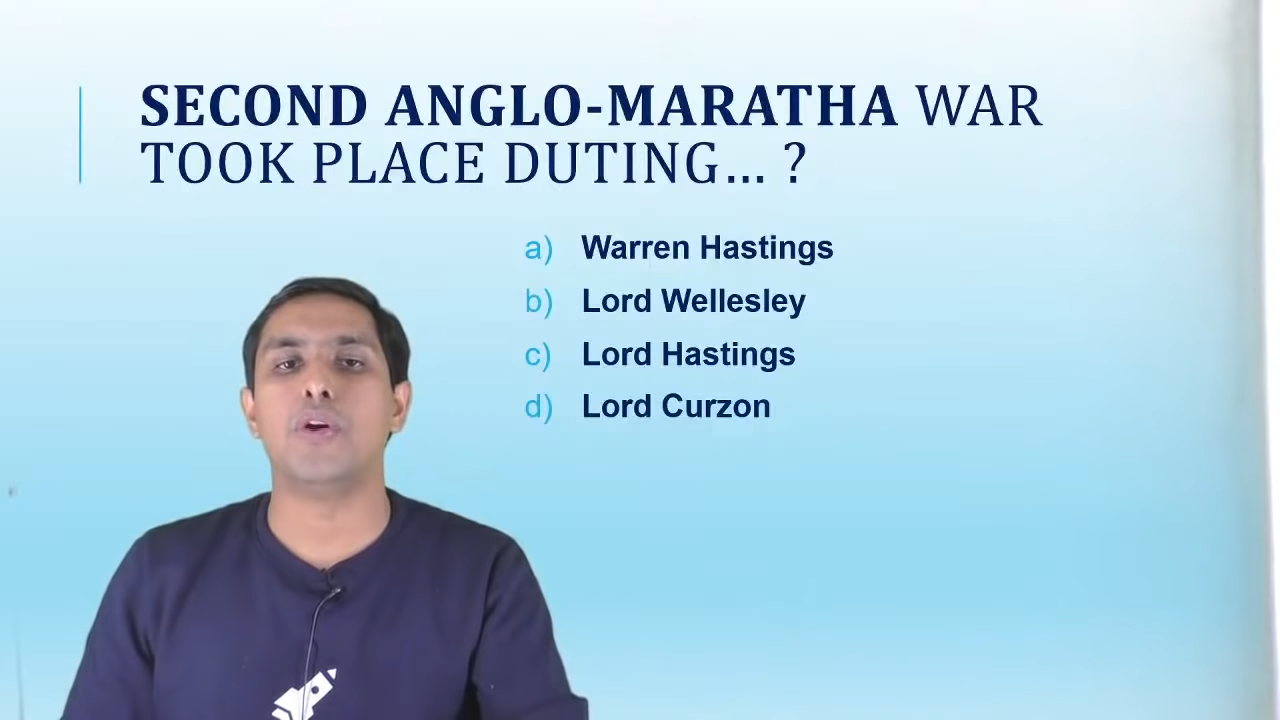 SECOND ANGLO-MARATHA WAR
TOOK PLACE DUTING... ?
a) Warren Hastings
b) Lord Wellesley
c) Lord Hastings
d) Lord Curzon